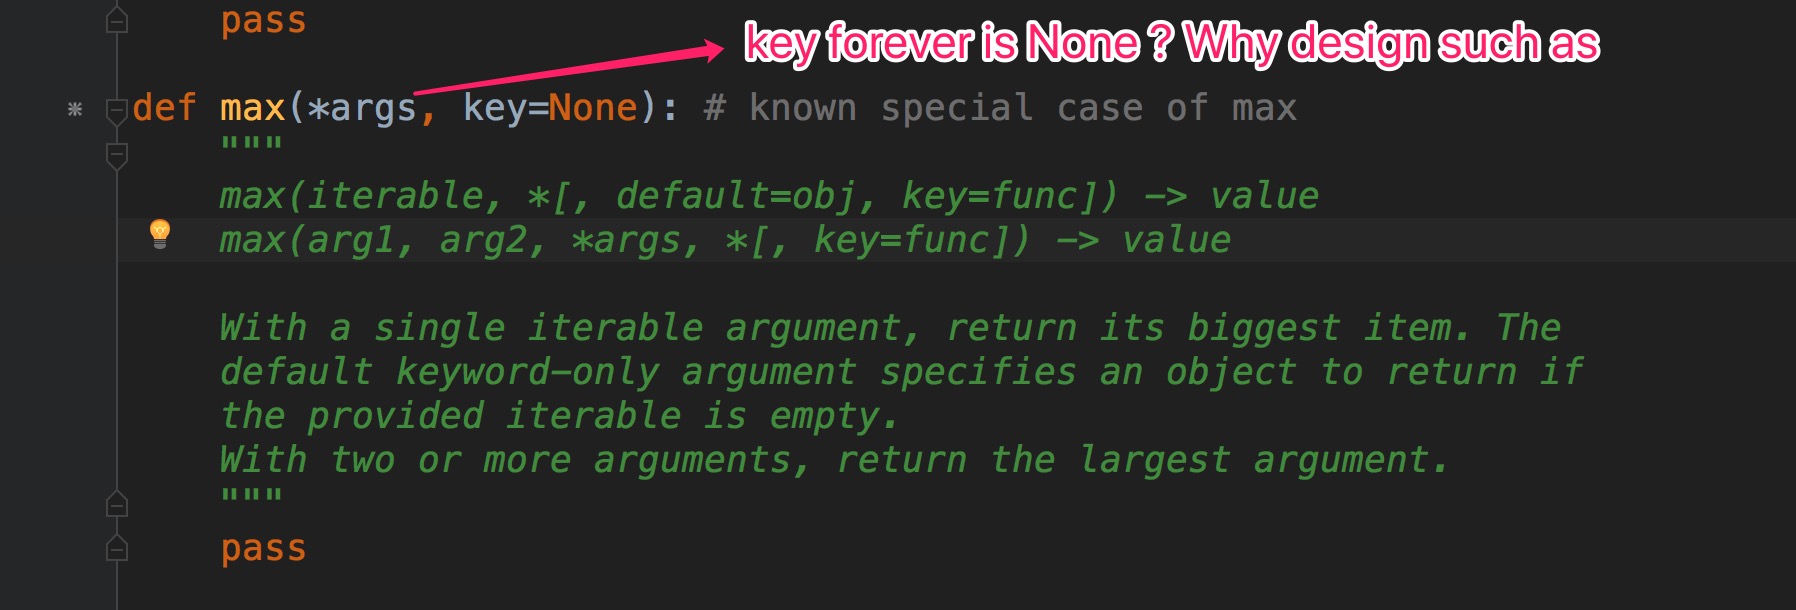 pass
key forever is None ? Why design such as
def max(*args, key=None): # known special case of max
"""
max(iterable, *[, default=obj, key=func]) -> value
max(arg1, arg2, *args, *[, key=func]) -> value
With a single iterable argument, return its biggest item. The
default keyword-only argument specifies an object to return if
the provided iterable is empty.
With two or more arguments, return the largest argument.
"""
pass